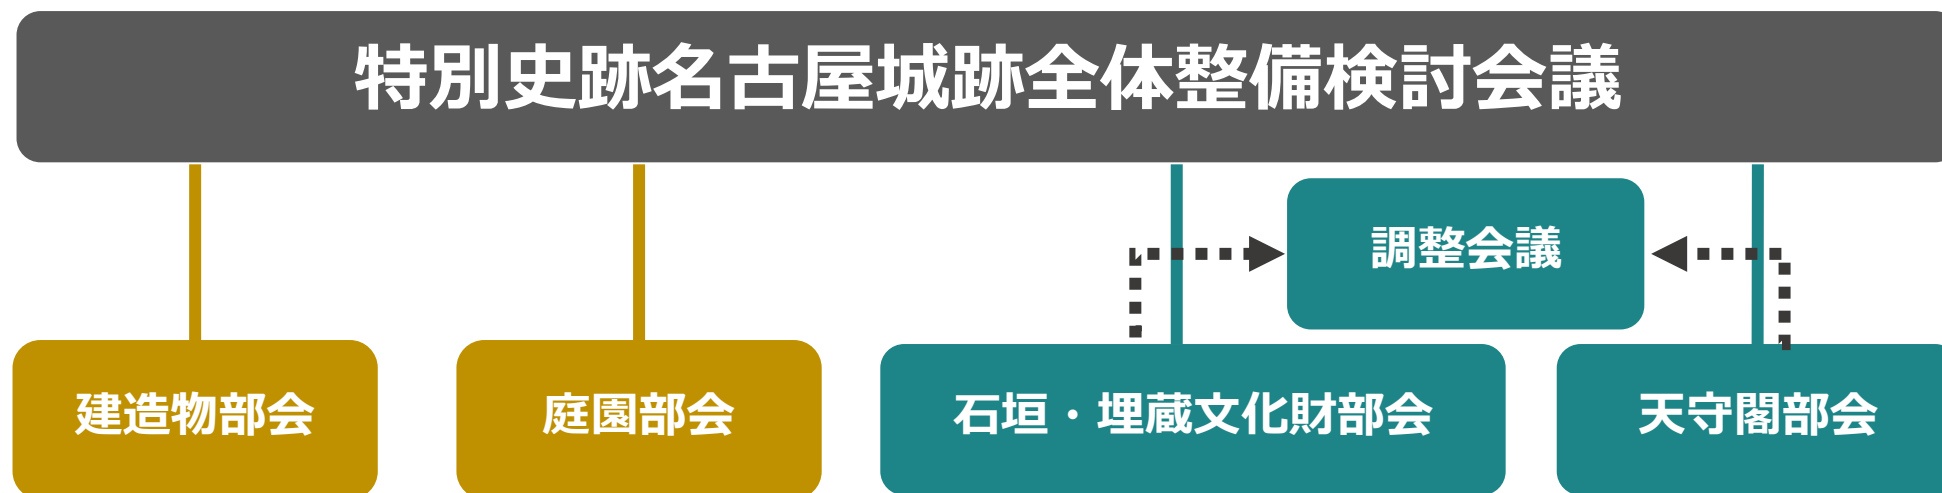 特別史跡名古屋城跡全体整備検討会議
調整会議
建造物部会
庭園部会
石垣・埋蔵文化財部会
天守閣部会